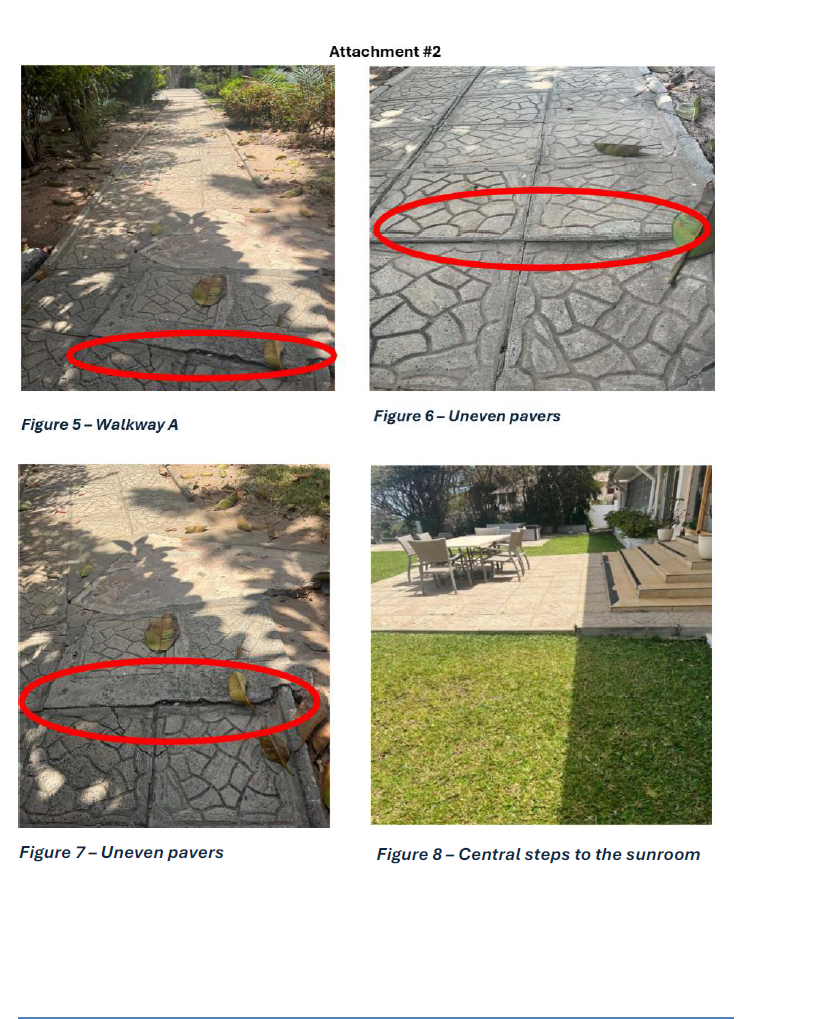 Attachment #2
Figure 5 – Walkway A
Figure 6 – Uneven pavers
Figure 7 – Uneven pavers
Figure 8 – Central steps to the sunroom